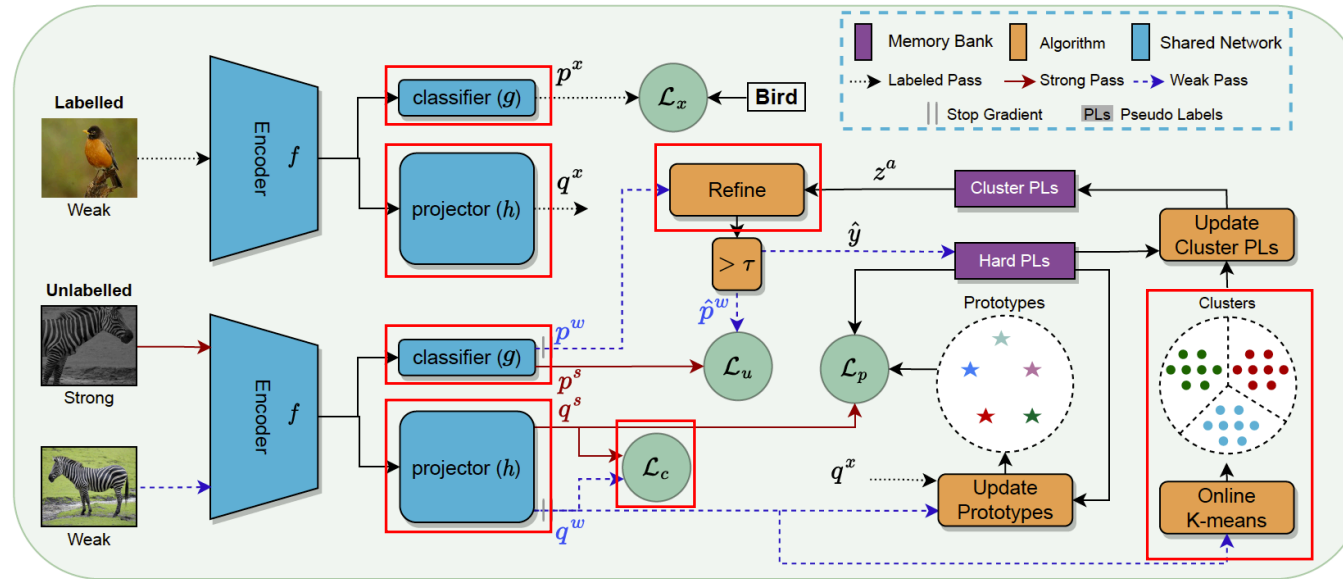 Memory Bank
Algorithm
Shared Network
Labeled Pass
Strong Pass
Weak Pass
Stop Gradient
PLs
Pseudo Labels
Labelled
Weak
Encoder
f
classifier (g)
p^x
ℒ_x
Bird
projector (h)
q^x
Refine
z^a
Cluster PLs
Update
Cluster PLs
> τ
ŷ
Hard PLs
p̂^w
Unlabelled
Strong
Weak
Encoder
f
classifier (g)
p^w
p^s
ℒ_u
q^s
projector (h)
q^w
ℒ_c
ℒ_p
Prototypes
q^x
Update
Prototypes
Clusters
Online
K-means